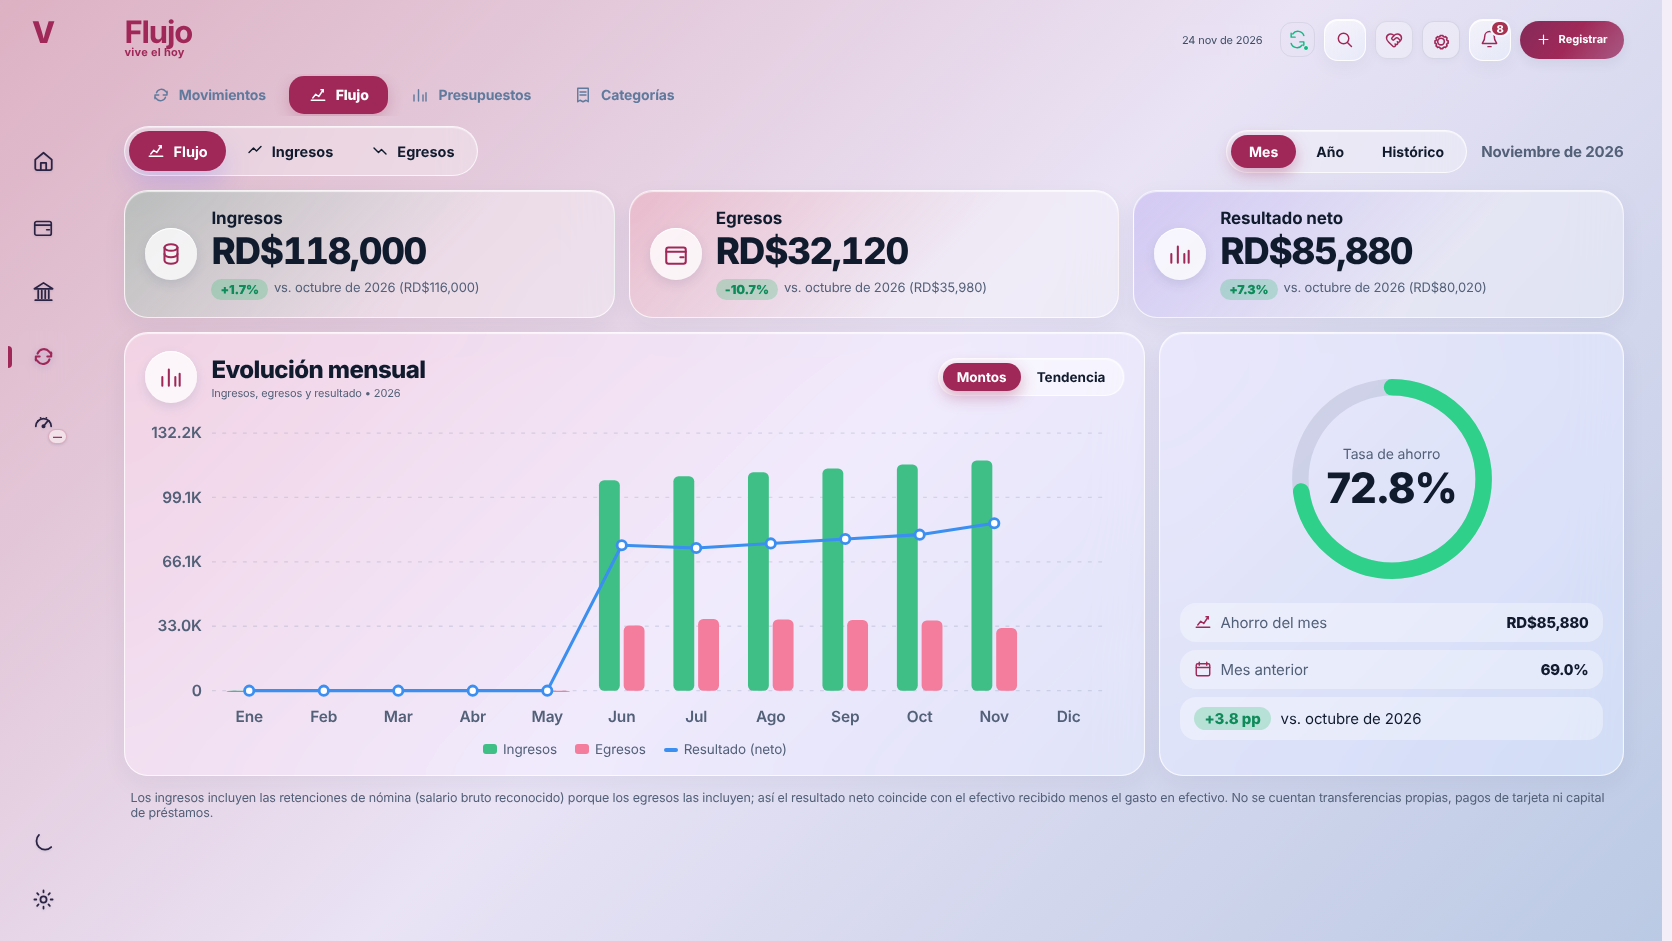 V
Flujo
vive el hoy
24 nov de 2026
8
Registrar
Movimientos
Flujo
Presupuestos
Categorías
Flujo
Ingresos
Egresos
Mes
Año
Histórico
Noviembre de 2026
Ingresos
RD$118,000
+1.7% vs. octubre de 2026 (RD$116,000)
Egresos
RD$32,120
-10.7% vs. octubre de 2026 (RD$35,980)
Resultado neto
RD$85,880
+7.3% vs. octubre de 2026 (RD$80,020)
Evolución mensual
Ingresos, egresos y resultado • 2026
Montos
Tendencia
132.2K
99.1K
66.1K
33.0K
0
Ene Feb Mar Abr May Jun Jul Ago Sep Oct Nov Dic
Ingresos Egresos Resultado (neto)
Tasa de ahorro
72.8%
Ahorro del mes RD$85,880
Mes anterior 69.0%
+3.8 pp vs. octubre de 2026
Los ingresos incluyen las retenciones de nómina (salario bruto reconocido) porque los egresos las incluyen; así el resultado neto coincide con el efectivo recibido menos el gasto en efectivo. No se cuentan transferencias propias, pagos de tarjeta ni capital
de préstamos.